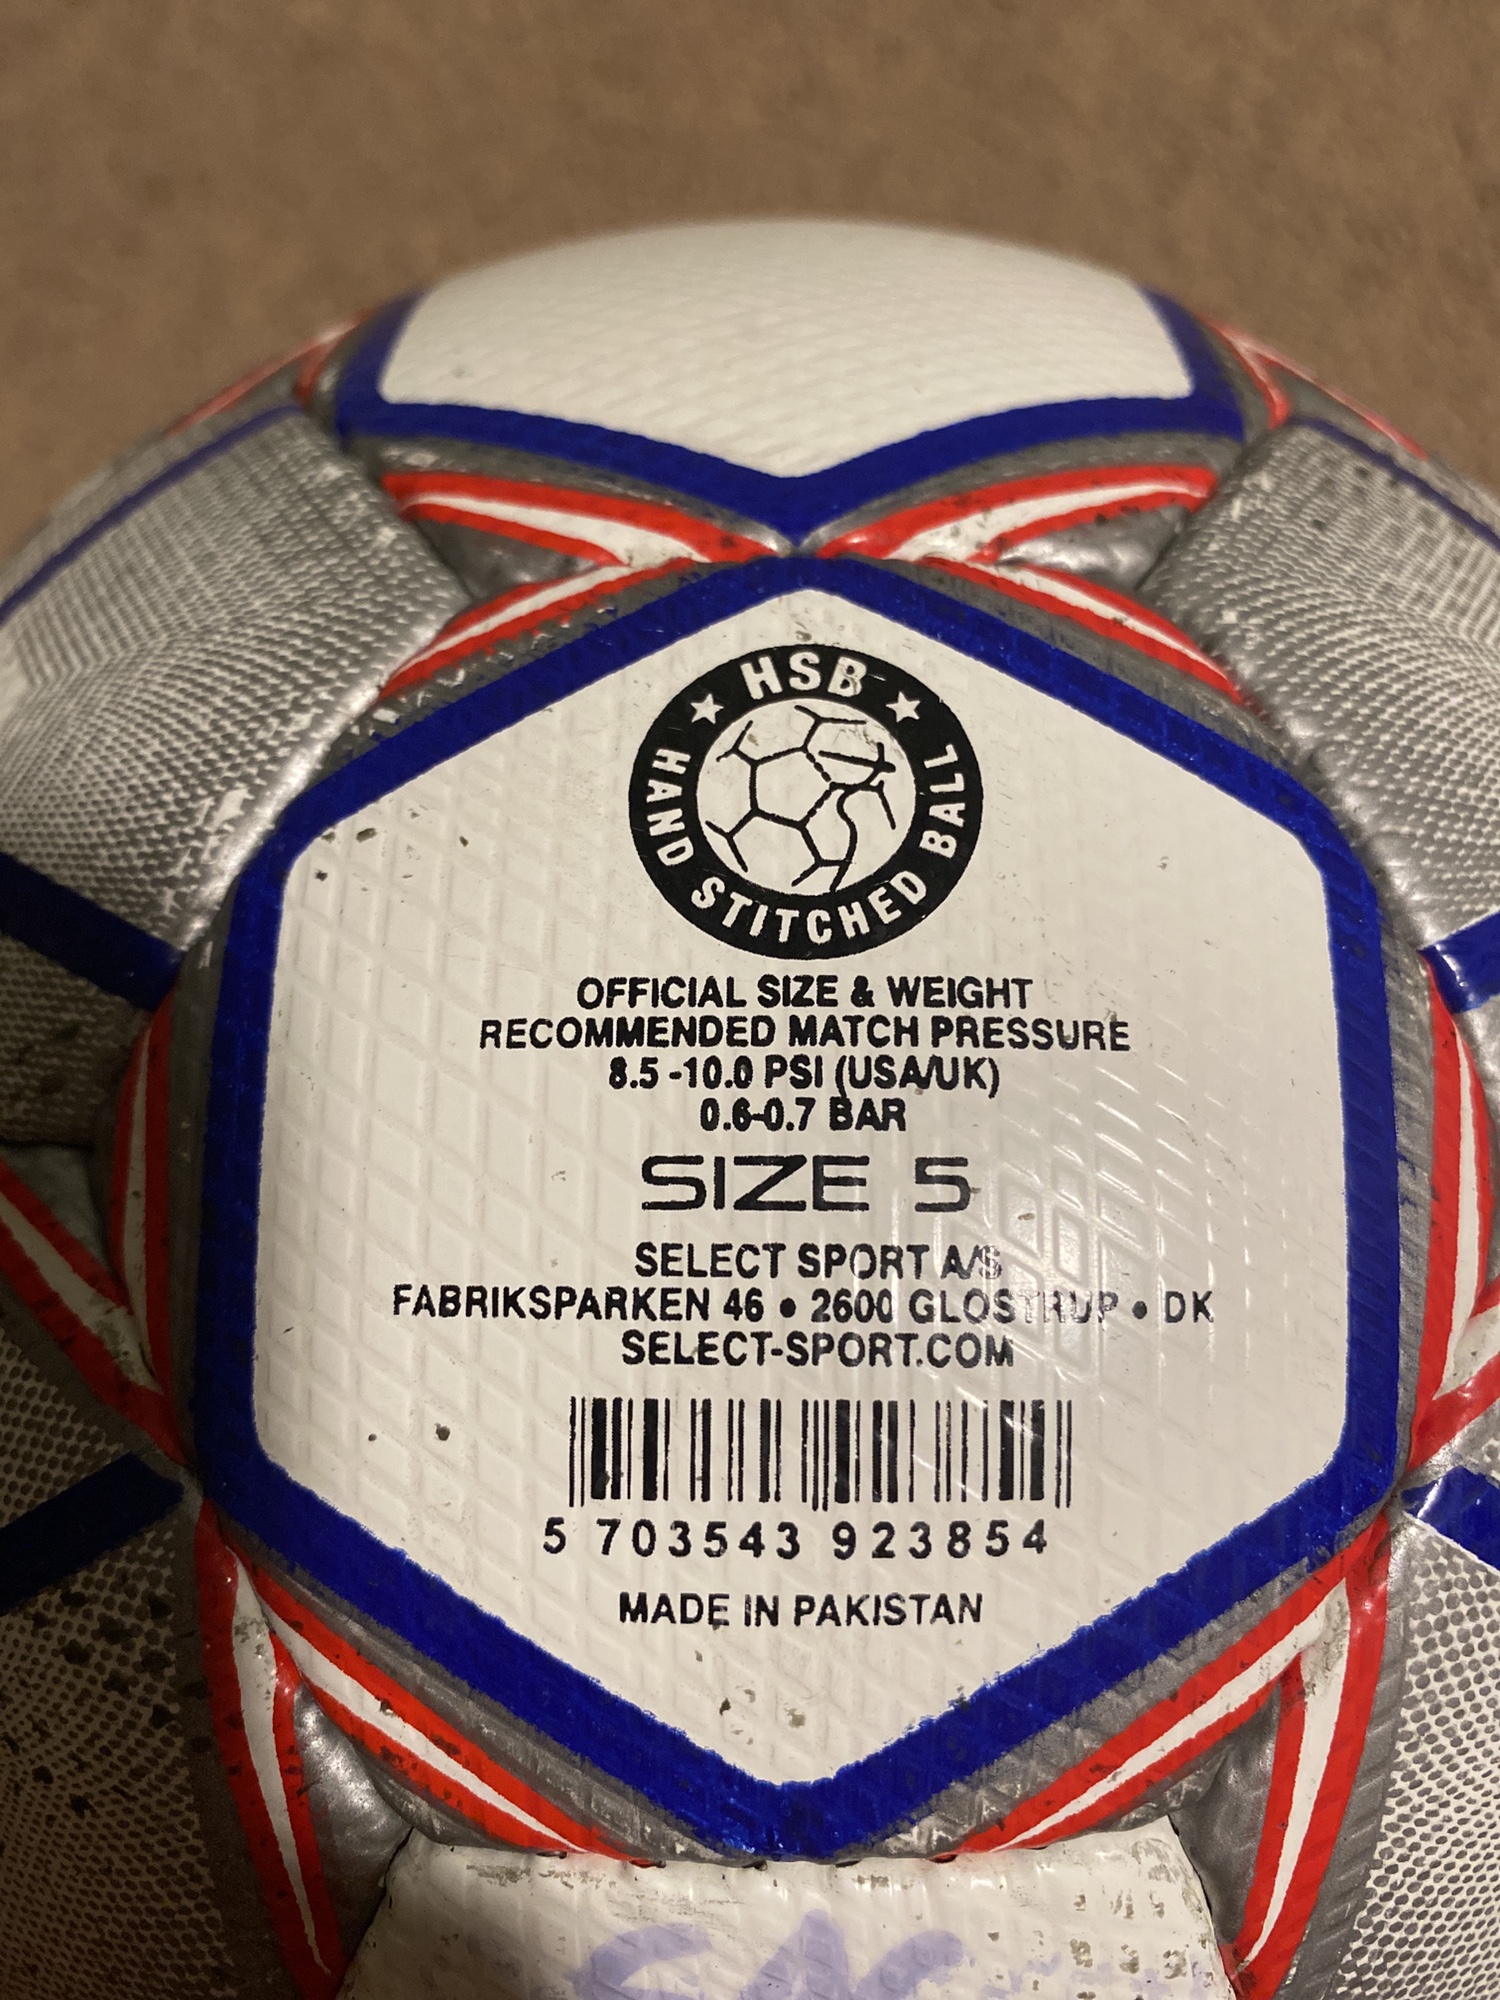 HSB
HAND STITCHED BALL
OFFICIAL SIZE & WEIGHT
RECOMMENDED MATCH PRESSURE
8.5 -10.0 PSI (USA/UK)
0.6-0.7 BAR
SIZE 5
SELECT SPORT A/S
FABRIKSPARKEN 46 • 2600 GLOSTRUP • DK
SELECT-SPORT.COM
5 703543 923854
MADE IN PAKISTAN